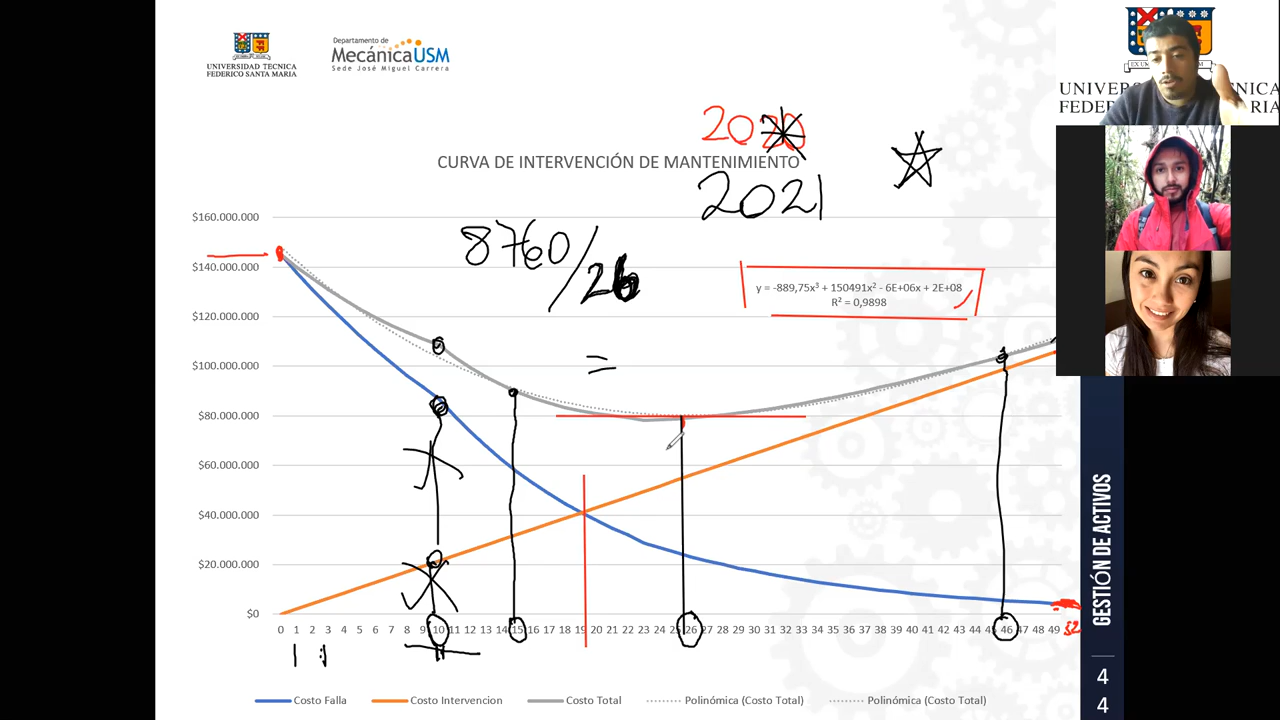 UNIVERSIDAD TECNICA
FEDERICO SANTA MARIA
Departamento de
MecánicaUSM
Sede José Miguel Carrera
UNIVERSIDAD TÉCNICA
FEDE RIA
2020
CURVA DE INTERVENCIÓN DE MANTENIMIENTO
2021
8760/26
=
y = -889,75x³ + 150491x² - 6E+06x + 2E+08
R² = 0,9898
$160.000.000
$140.000.000
$120.000.000
$100.000.000
$80.000.000
$60.000.000
$40.000.000
$20.000.000
$0
0 1 2 3 4 5 6 7 8 9 10 11 12 13 14 15 16 17 18 19 20 21 22 23 24 25 26 27 28 29 30 31 32 33 34 35 36 37 38 39 40 41 42 43 44 45 46 47 48 49
52
Costo Falla Costo Intervencion Costo Total Polinómica (Costo Total) Polinómica (Costo Total)
GESTIÓN DE ACTIVOS
4
4